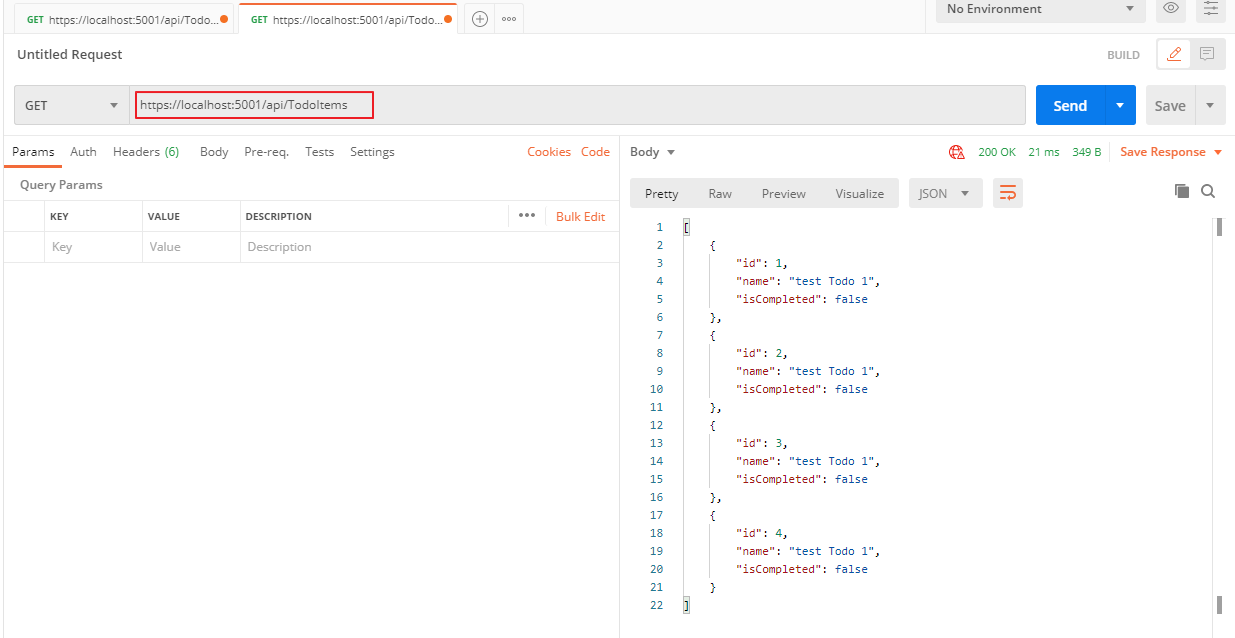 GET https://localhost:5001/api/Todo... GET https://localhost:5001/api/Todo... No Environment
Untitled Request BUILD
GET https://localhost:5001/api/TodoItems Send Save
Params Auth Headers (6) Body Pre-req. Tests Settings Cookies Code
Query Params
KEY VALUE DESCRIPTION Bulk Edit
Key Value Description
Body 200 OK 21 ms 349 B Save Response
Pretty Raw Preview Visualize JSON
1 [
2 {
3 "id": 1,
4 "name": "test Todo 1",
5 "isCompleted": false
6 },
7 {
8 "id": 2,
9 "name": "test Todo 1",
10 "isCompleted": false
11 },
12 {
13 "id": 3,
14 "name": "test Todo 1",
15 "isCompleted": false
16 },
17 {
18 "id": 4,
19 "name": "test Todo 1",
20 "isCompleted": false
21 }
22 ]